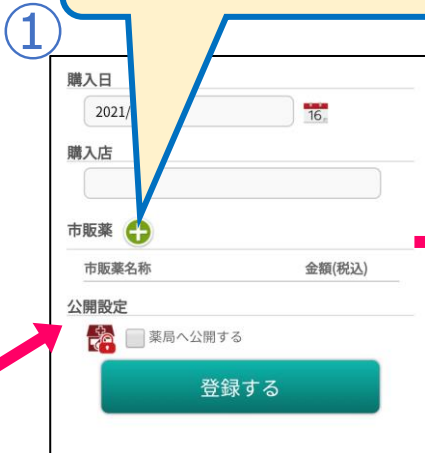 ①
購入日
2021/
16
購入店
市販薬
市販薬名称 金額(税込)
公開設定
薬局へ公開する
登録する